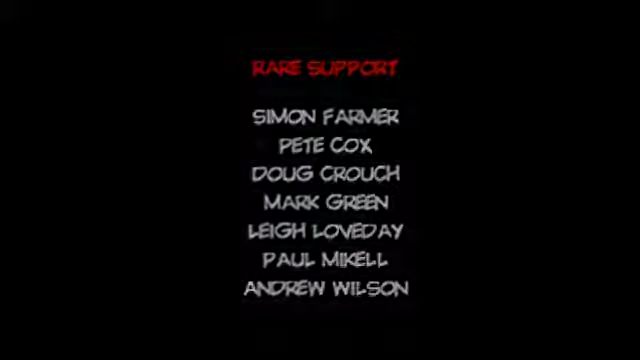 RARE SUPPORT
SIMON FARMER
PETE COX
DOUG CROUCH
MARK GREEN
LEIGH LOVEDAY
PAUL MIKELL
ANDREW WILSON